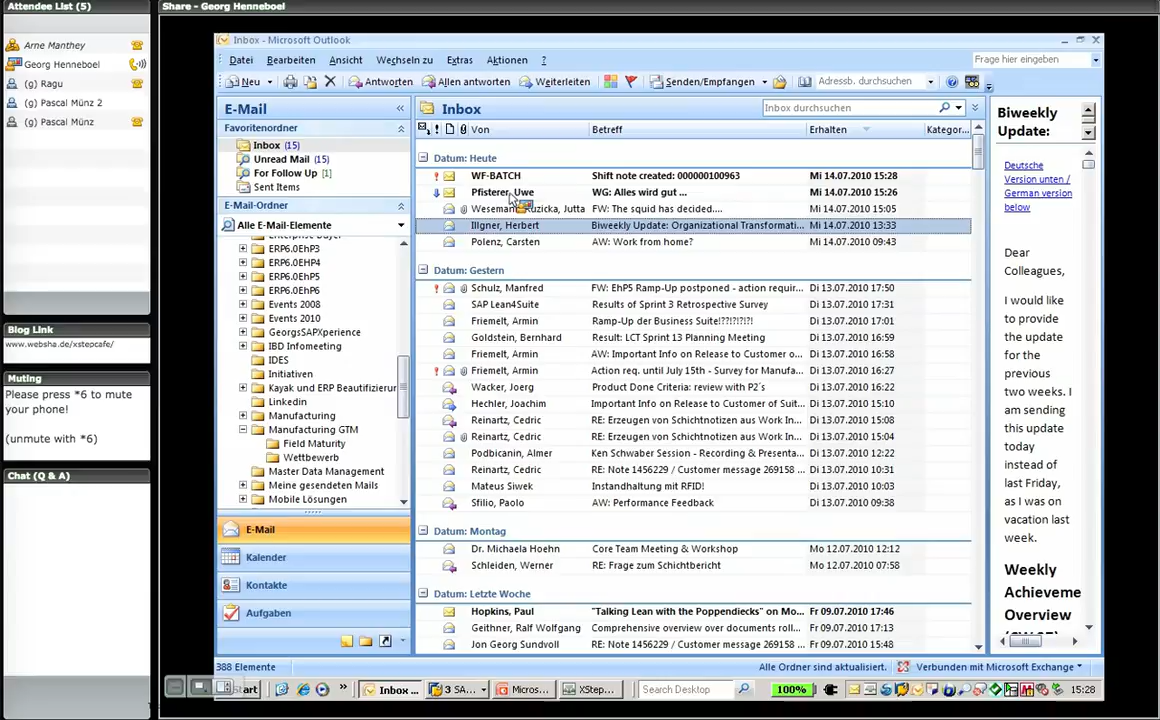 Attendee List (5)
Arne Manthey
Georg Henneboel
(g) Ragu
(g) Pascal Münz 2
(g) Pascal Münz
Blog Link
www.websha.de/xstepcafe/
Muting
Please press *6 to mute
your phone!
(unmute with *6)
Chat (Q & A)
Share - Georg Henneboel
Inbox - Microsoft Outlook
Datei Bearbeiten Ansicht Wechseln zu Extras Aktionen ?
Frage hier eingeben
Neu Antworten Allen antworten Weiterleiten Senden/Empfangen Adressb. durchsuchen
E-Mail
Favoritenordner
Inbox (15)
Unread Mail (15)
For Follow Up [1]
Sent Items
E-Mail-Ordner
Alle E-Mail-Elemente
ERP6.0EhP3
ERP6.0EHP4
ERP6.0EhP5
ERP6.0EhP6
Events 2008
Events 2010
GeorgsSAPXperience
IBD Infomeeting
IDES
Initiativen
Kayak und ERP Beautifizierun
Linkedin
Manufacturing
Manufacturing GTM
Field Maturity
Wettbewerb
Master Data Management
Meine gesendeten Mails
Mobile Lösungen
E-Mail
Kalender
Kontakte
Aufgaben
Inbox
Inbox durchsuchen
Von Betreff Erhalten Kategor...
Datum: Heute
WF-BATCH Shift note created: 000000100963 Mi 14.07.2010 15:28
Pfisterer, Uwe WG: Alles wird gut ... Mi 14.07.2010 15:26
Jutta FW: The squid has decided.... Mi 14.07.2010 15:05
Illgner, Herbert Biweekly Update: Organizational Transformati... Mi 14.07.2010 13:33
Polenz, Carsten AW: Work from home? Mi 14.07.2010 09:43
Datum: Gestern
Schulz, Manfred FW: EhP5 Ramp-Up postponed - action requir... Di 13.07.2010 17:50
SAP Lean4Suite Results of Sprint 3 Retrospective Survey Di 13.07.2010 17:31
Friemelt, Armin Ramp-Up der Business Suite!??!?!?! Di 13.07.2010 17:01
Goldstein, Bernhard Result: LCT Sprint 13 Planning Meeting Di 13.07.2010 16:59
Friemelt, Armin AW: Important Info on Release to Customer o... Di 13.07.2010 16:58
Friemelt, Armin Action req. until July 15th - Survey for Manufa... Di 13.07.2010 16:27
Wacker, Joerg Product Done Criteria: review with P2´s Di 13.07.2010 16:22
Hechler, Joachim Important Info on Release to Customer of Suit... Di 13.07.2010 15:10
Reinartz, Cedric RE: Erzeugen von Schichtnotizen aus Work In... Di 13.07.2010 15:07
Reinartz, Cedric RE: Erzeugen von Schichtnotizen aus Work In... Di 13.07.2010 15:04
Podbicanin, Almer Ken Schwaber Session - Recording & Presenta... Di 13.07.2010 12:22
Reinartz, Cedric RE: Note 1456229 / Customer message 269158 ... Di 13.07.2010 10:31
Mateus Siwek Instandhaltung mit RFID! Di 13.07.2010 10:03
Sfilio, Paolo AW: Performance Feedback Di 13.07.2010 09:38
Datum: Montag
Dr. Michaela Hoehn Core Team Meeting & Workshop Mo 12.07.2010 12:12
Schleiden, Werner RE: Frage zum Schichtbericht Mo 12.07.2010 07:58
Datum: Letzte Woche
Hopkins, Paul "Talking Lean with the Poppendiecks" on Mo... Fr 09.07.2010 17:46
Geithner, Ralf Wolfgang Comprehensive overview over documents roll... Fr 09.07.2010 17:13
Jon Georg Sundvoll RE: Note 1456229 / Customer message 269158 ... Fr 09.07.2010 15:48
Biweekly
Update:
Deutsche
Version unten /
German version
below
Dear
Colleagues,
I would like
to provide
the update
for the
previous
two weeks. I
am sending
this update
today
instead of
last Friday,
as I was on
vacation last
week.
Weekly
Achieveme
Overview
388 Elemente
Alle Ordner sind aktualisiert. Verbunden mit Microsoft Exchange
Start Inbox ... 3 SA... Micros... XStep... Search Desktop 100% 15:28